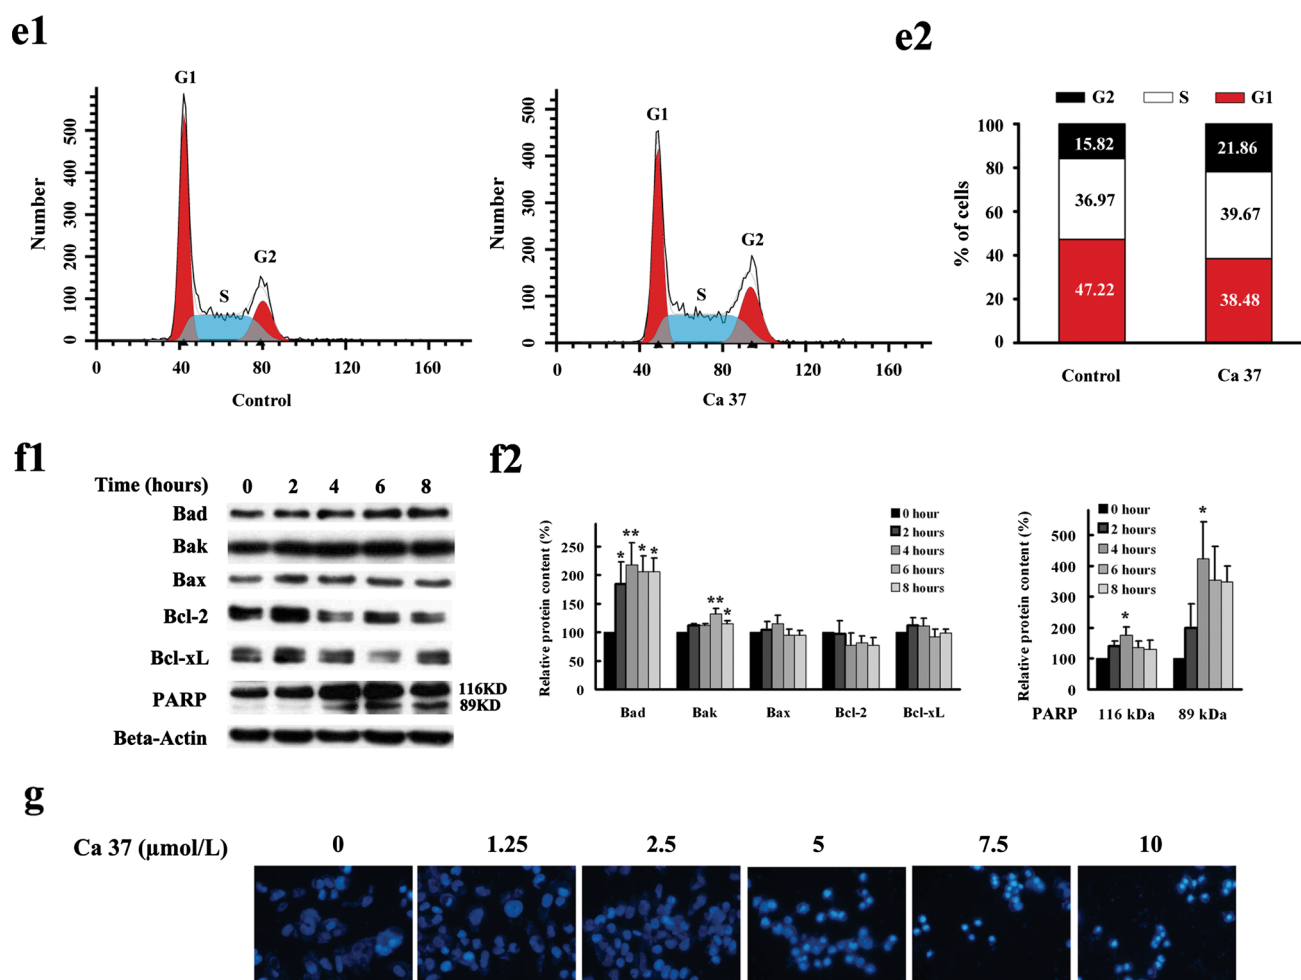 e1
G1
G2
S
Number
0 100 200 300 400 500
0 40 80 120 160
Control
G1
G2
S
Number
0 100 200 300 400 500
0 40 80 120 160
Ca 37
e2
G2 S G1
% of cells
100
80
60
40
20
0
15.82
36.97
47.22
21.86
39.67
38.48
Control Ca 37
f1
Time (hours) 0 2 4 6 8
Bad
Bak
Bax
Bcl-2
Bcl-xL
PARP
116KD
89KD
Beta-Actin
f2
Relative protein content (%)
250
200
150
100
50
0
0 hour
2 hours
4 hours
6 hours
8 hours
* ** * *
** *
Bad Bak Bax Bcl-2 Bcl-xL
Relative protein content (%)
500
400
300
200
100
0
0 hour
2 hours
4 hours
6 hours
8 hours
*
*
PARP 116 kDa 89 kDa
g
Ca 37 (µmol/L) 0 1.25 2.5 5 7.5 10